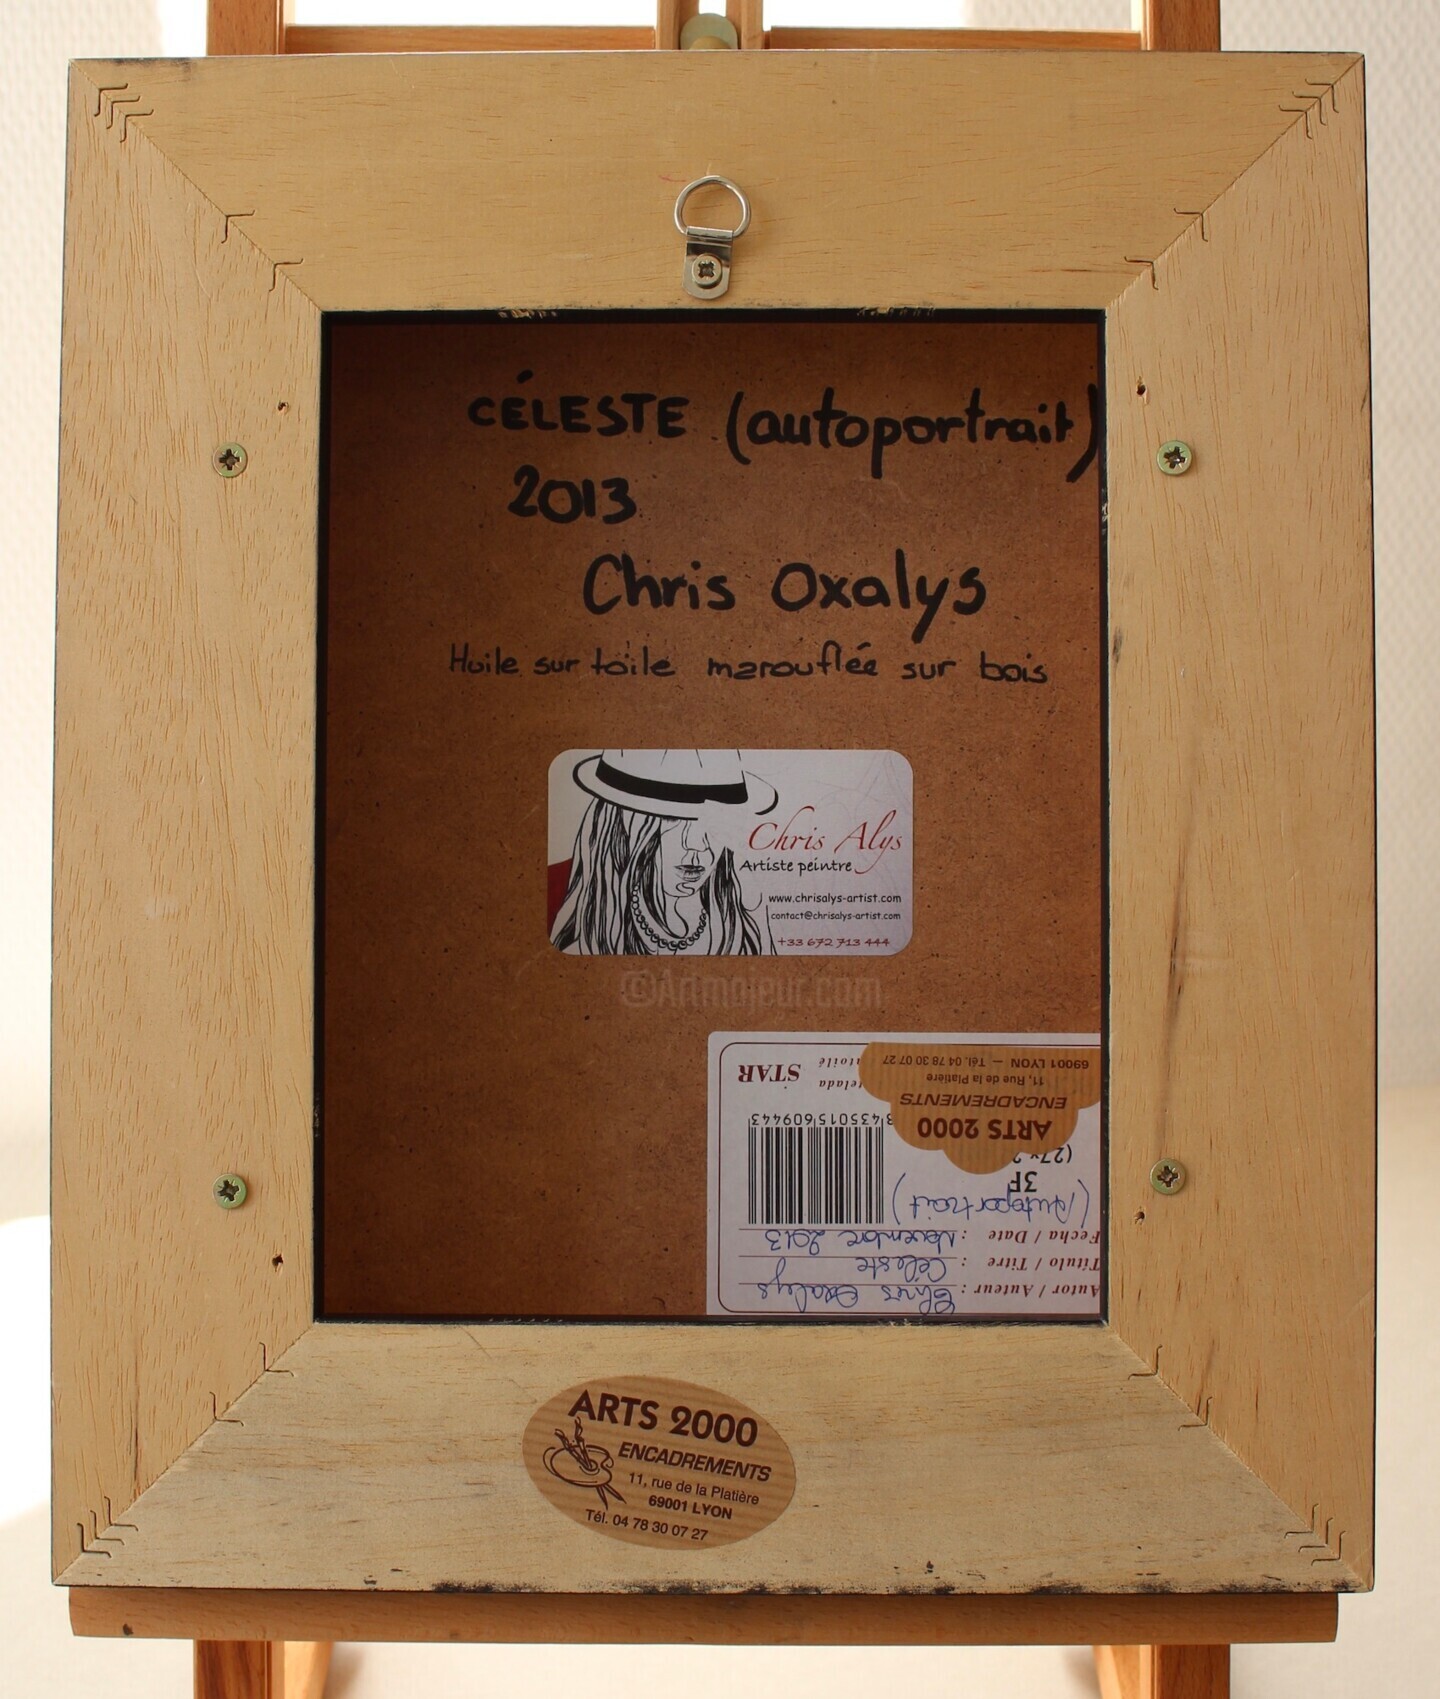 CÉLESTE (autoportrait)
2013
Chris Oxalys
Huile sur toile marouflée sur bois
Chris Alys
Artiste peintre
www.chrisalys-artist.com
contact@chrisalys-artist.com
+33 672 713 444
©Artmajeur.com
Autor / Auteur : Chris Oxalys
Titulo / Titre : Céleste
Fecha / Date : Novembre 2013
(Autoportrait)
3F
(27x
ARTS 2000
ENCADREMENTS
11, Rue de la Platière
69001 LYON — Tél. 04 78 30 07 27
435015 609443
STAR
ARTS 2000
ENCADREMENTS
11, rue de la Platière
69001 LYON
Tél. 04 78 30 07 27